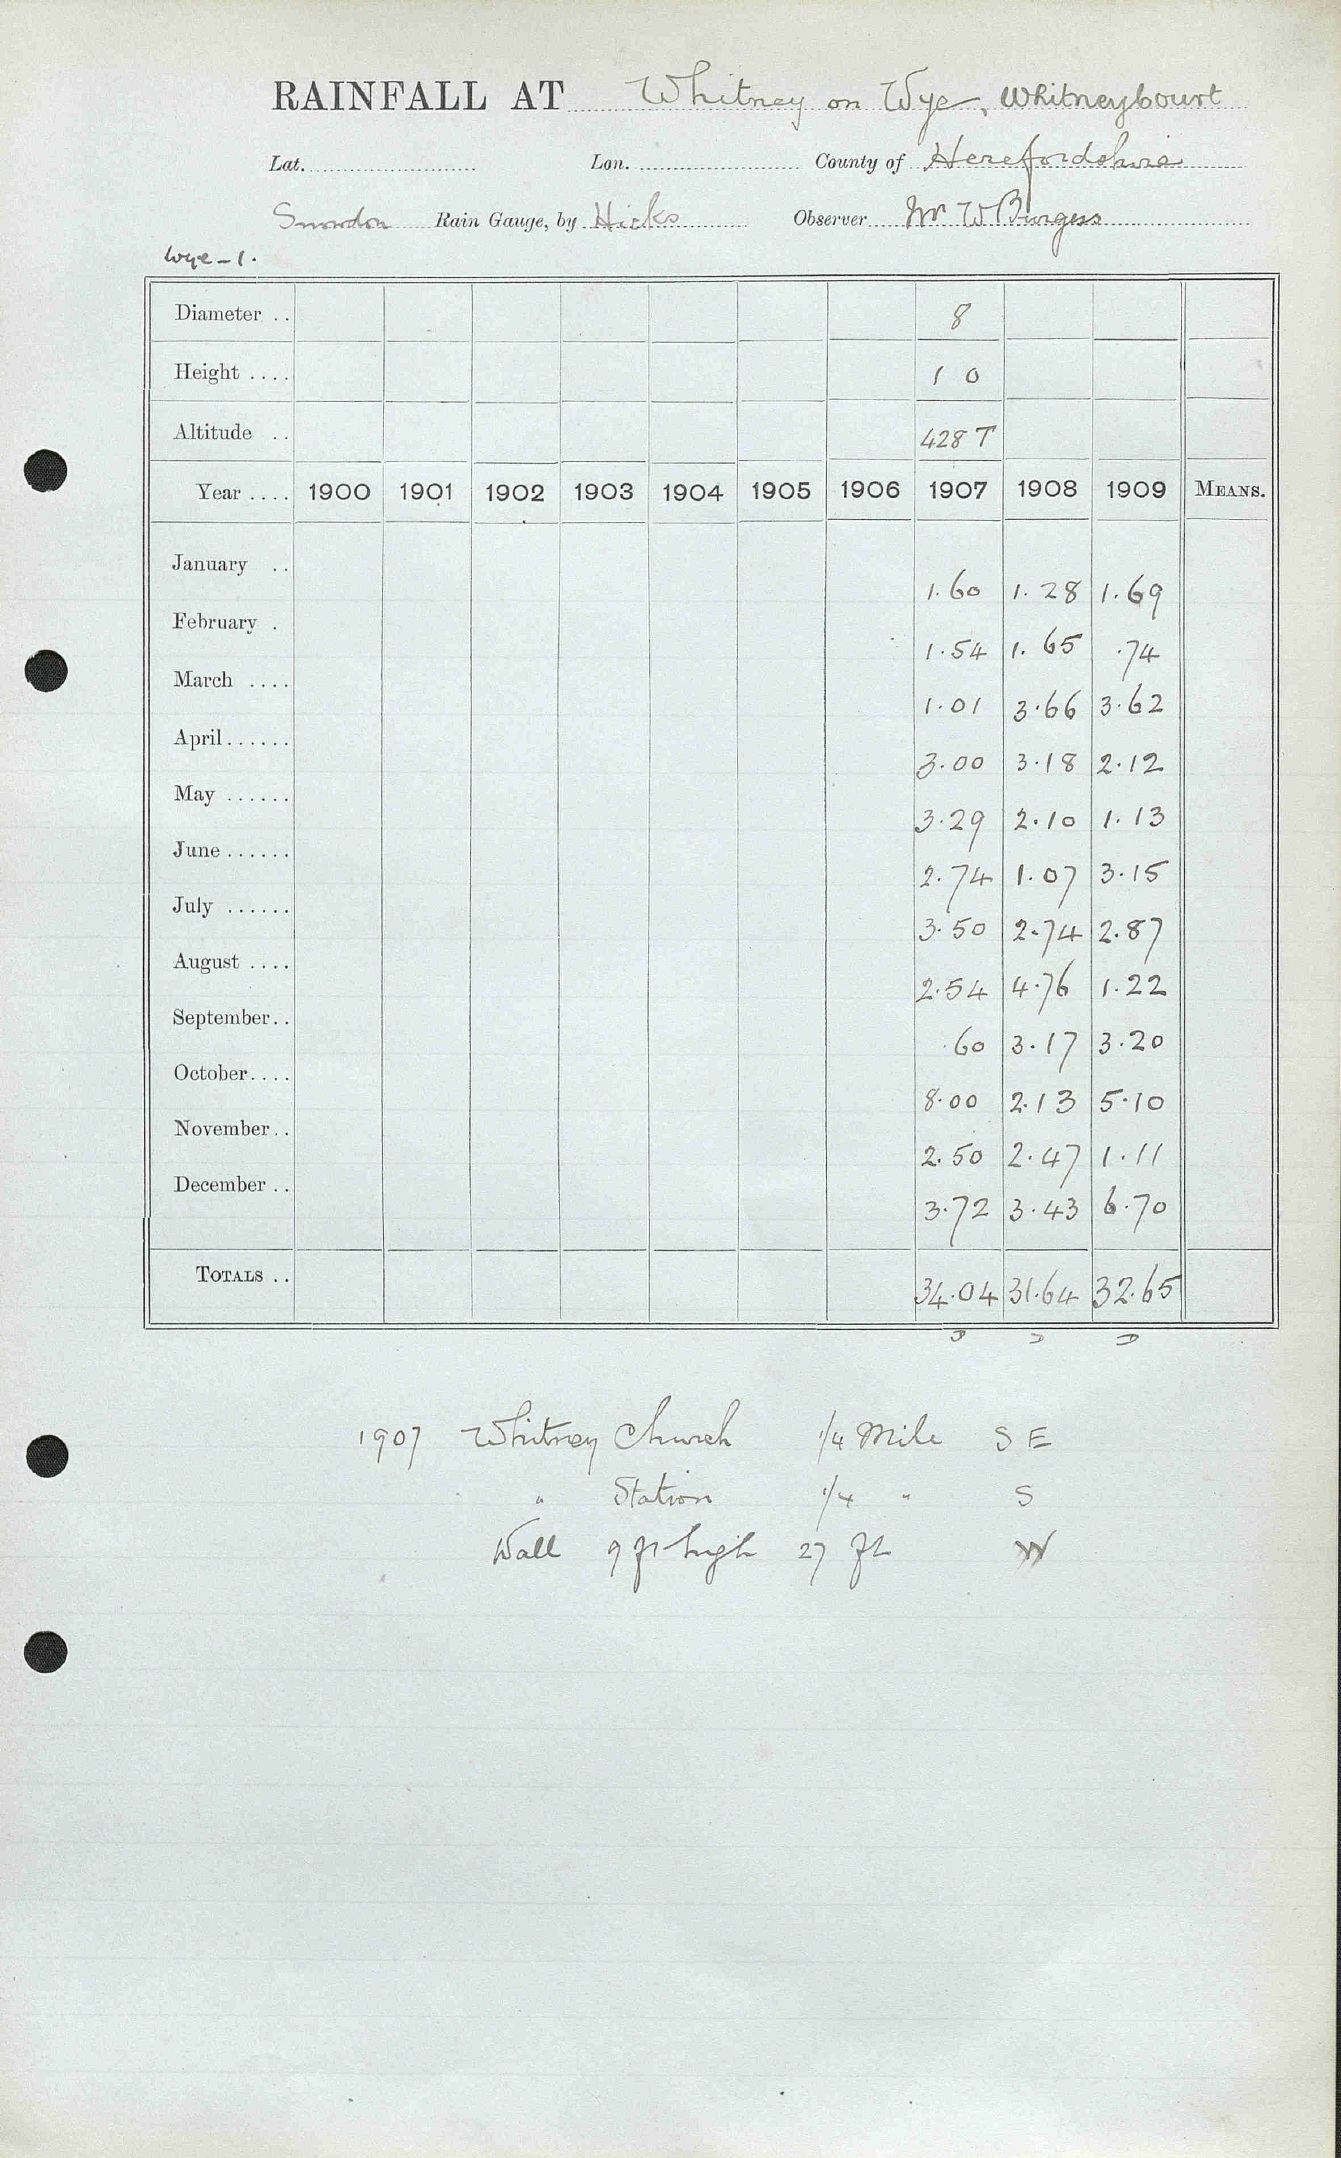 RAINFALL AT Whitney on Wye, Whitney Court
Lat. Lon. County of Herefordshire
Snowdon Rain Gauge, by Hicks Observer Mr W Burgess
Wye - 1.
Diameter .. 8
Height .... 1 0
Altitude .. 428 T
Year .... 1900 1901 1902 1903 1904 1905 1906 1907 1908 1909 MEANS.
January .. 1.60 1.28 1.69
February . 1.54 1.65 .74
March .... 1.01 3.66 3.62
April...... 3.00 3.18 2.12
May ...... 3.29 2.10 1.13
June ...... 2.74 1.07 3.15
July ...... 3.50 2.74 2.87
August .... 2.54 4.76 1.22
September.. .60 3.17 3.20
October.... 8.00 2.13 5.10
November.. 2.50 2.47 1.11
December .. 3.72 3.43 6.70
TOTALS .. 34.04 31.64 32.65
1907 Whitney Church 1/4 Mile S E
" Station 1/4 " S
Wall 9 ft high 27 ft W